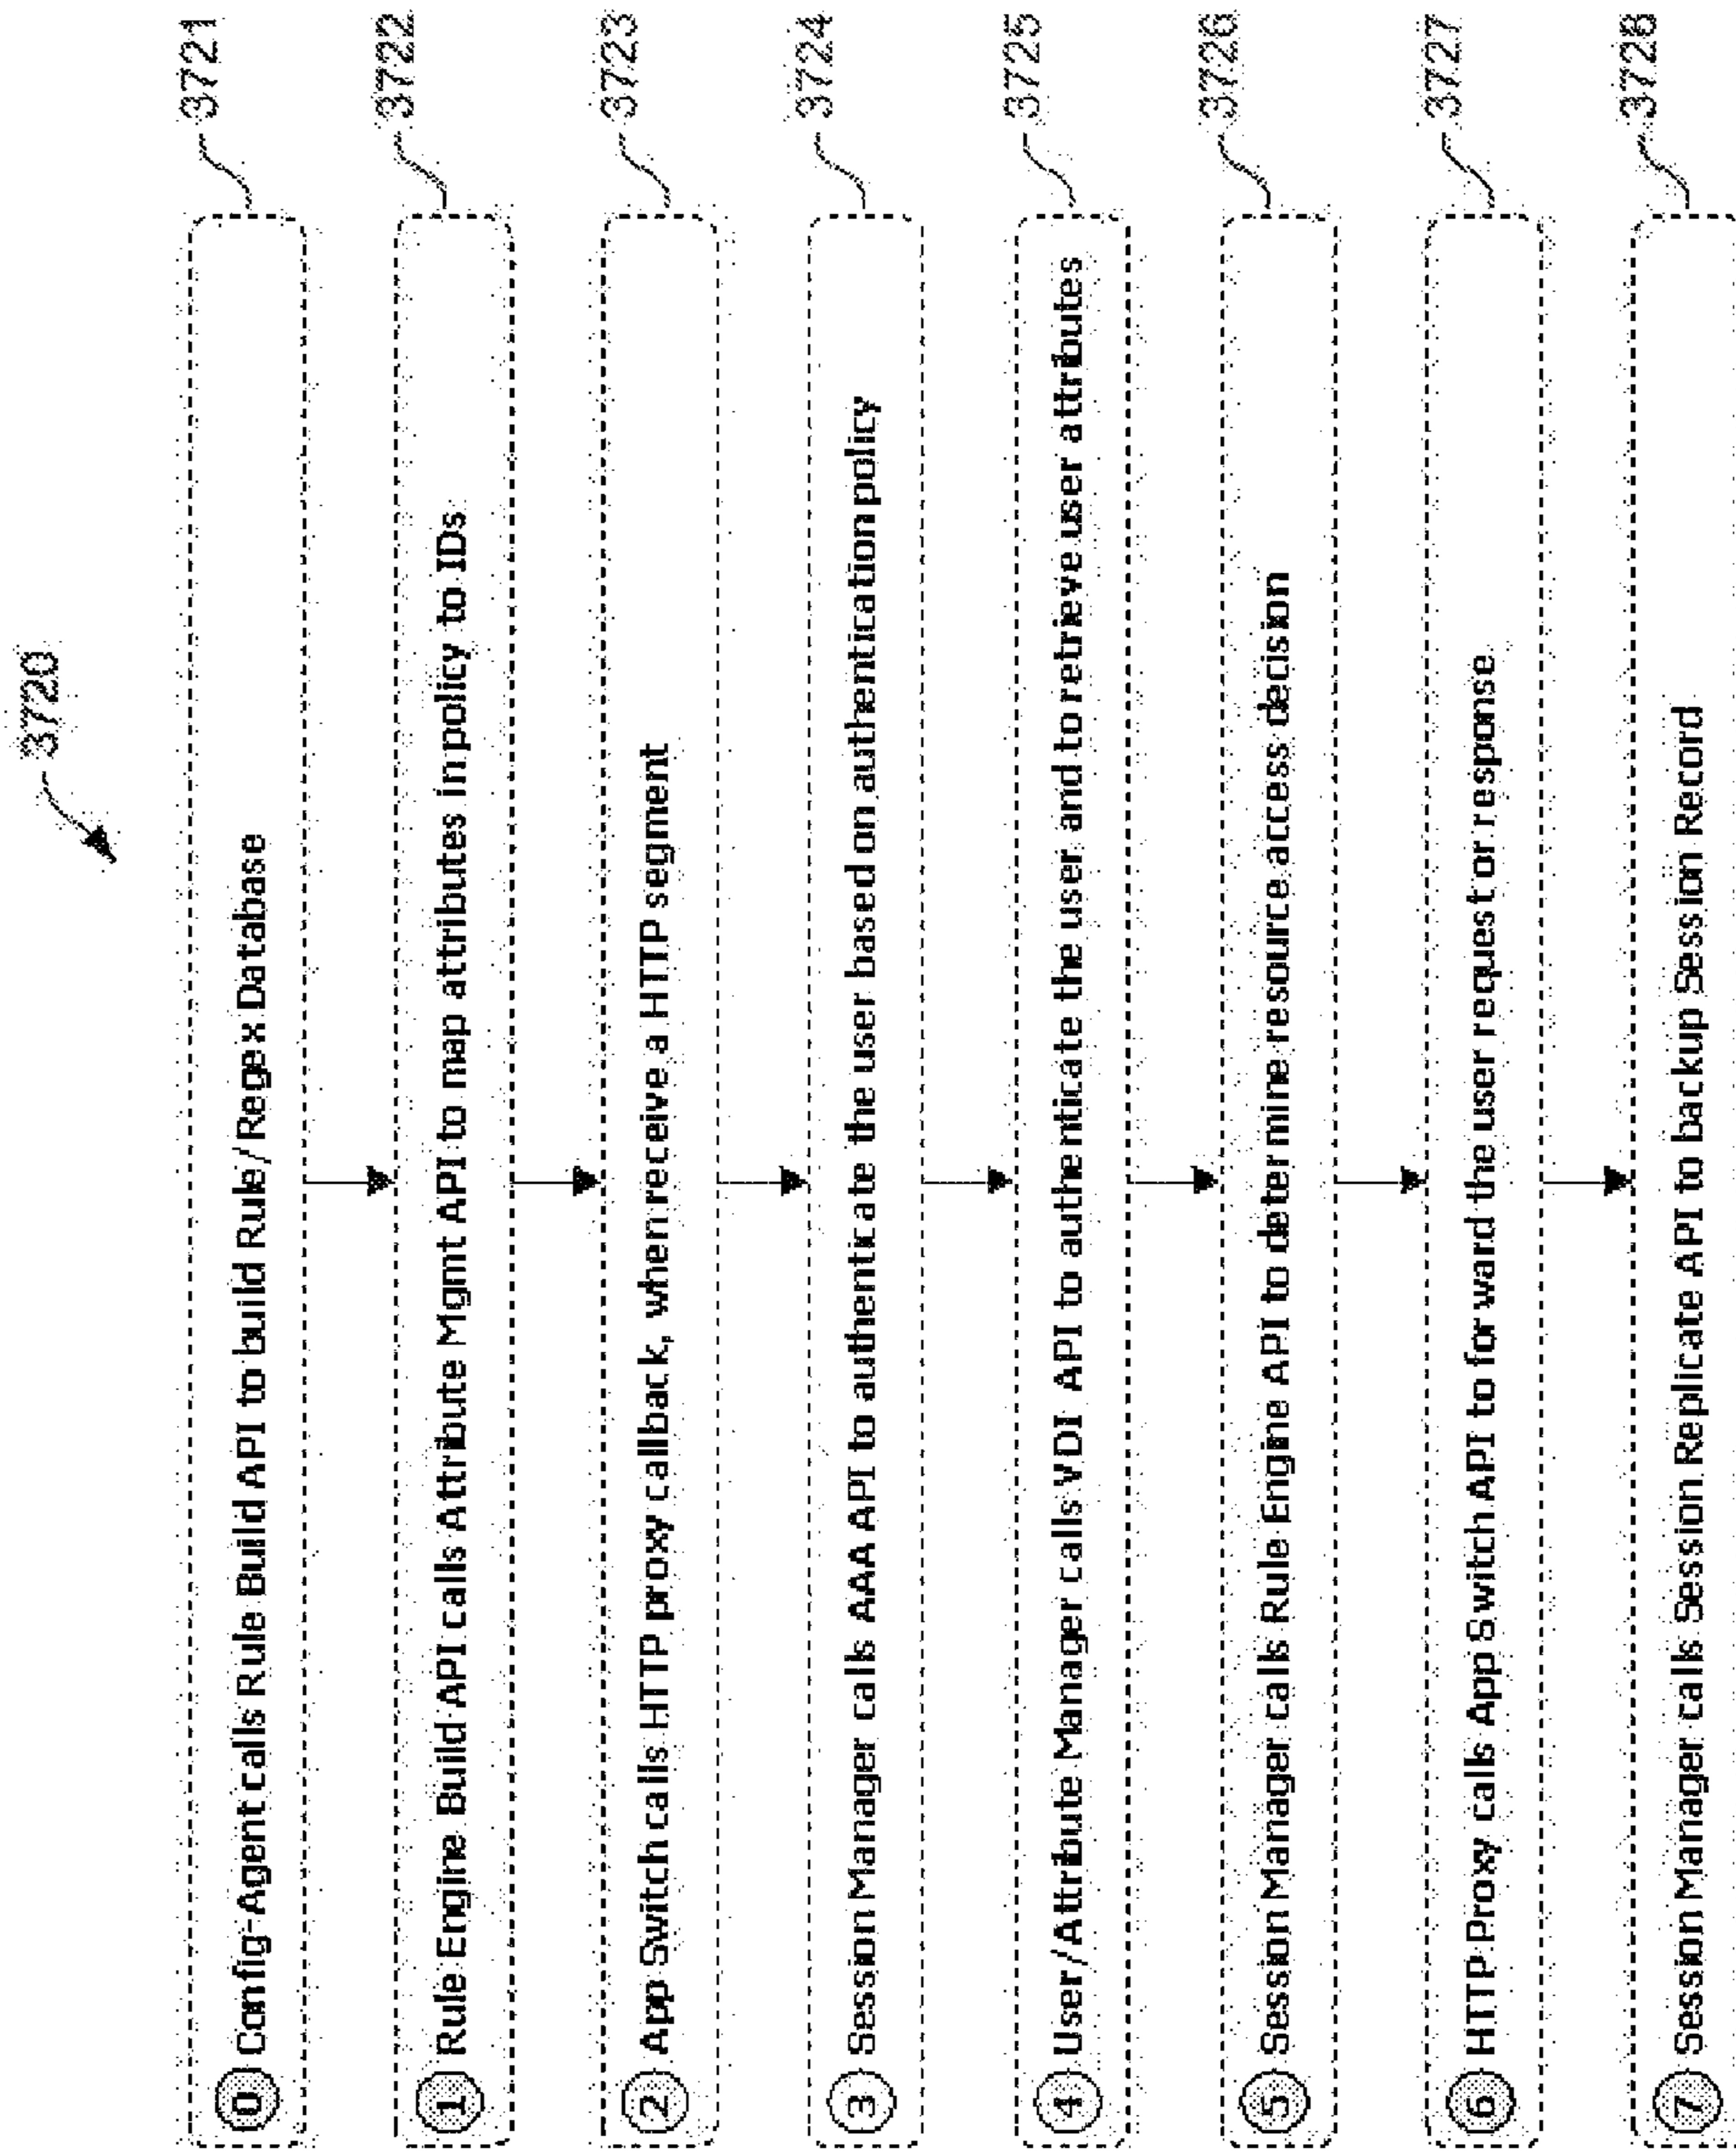 3720
0 Config-Agent calls Rule Build API to build Rule/Regex Database 3721
1 Rule Engine Build API calls Attribute Mgmt API to map attributes in policy to IDs 3722
2 App Switch calls HTTP proxy callback, when receive a HTTP segment 3723
3 Session Manager calls AAA API to authenticate the user based on authentication policy 3724
4 User/Attribute Manager calls VDI API to authenticate the user and to retrieve user attributes 3725
5 Session Manager calls Rule Engine API to determine resource access decision 3726
6 HTTP Proxy calls App Switch API to forward the user request or response 3727
7 Session Manager calls Session Replicate API to backup Session Record 3728